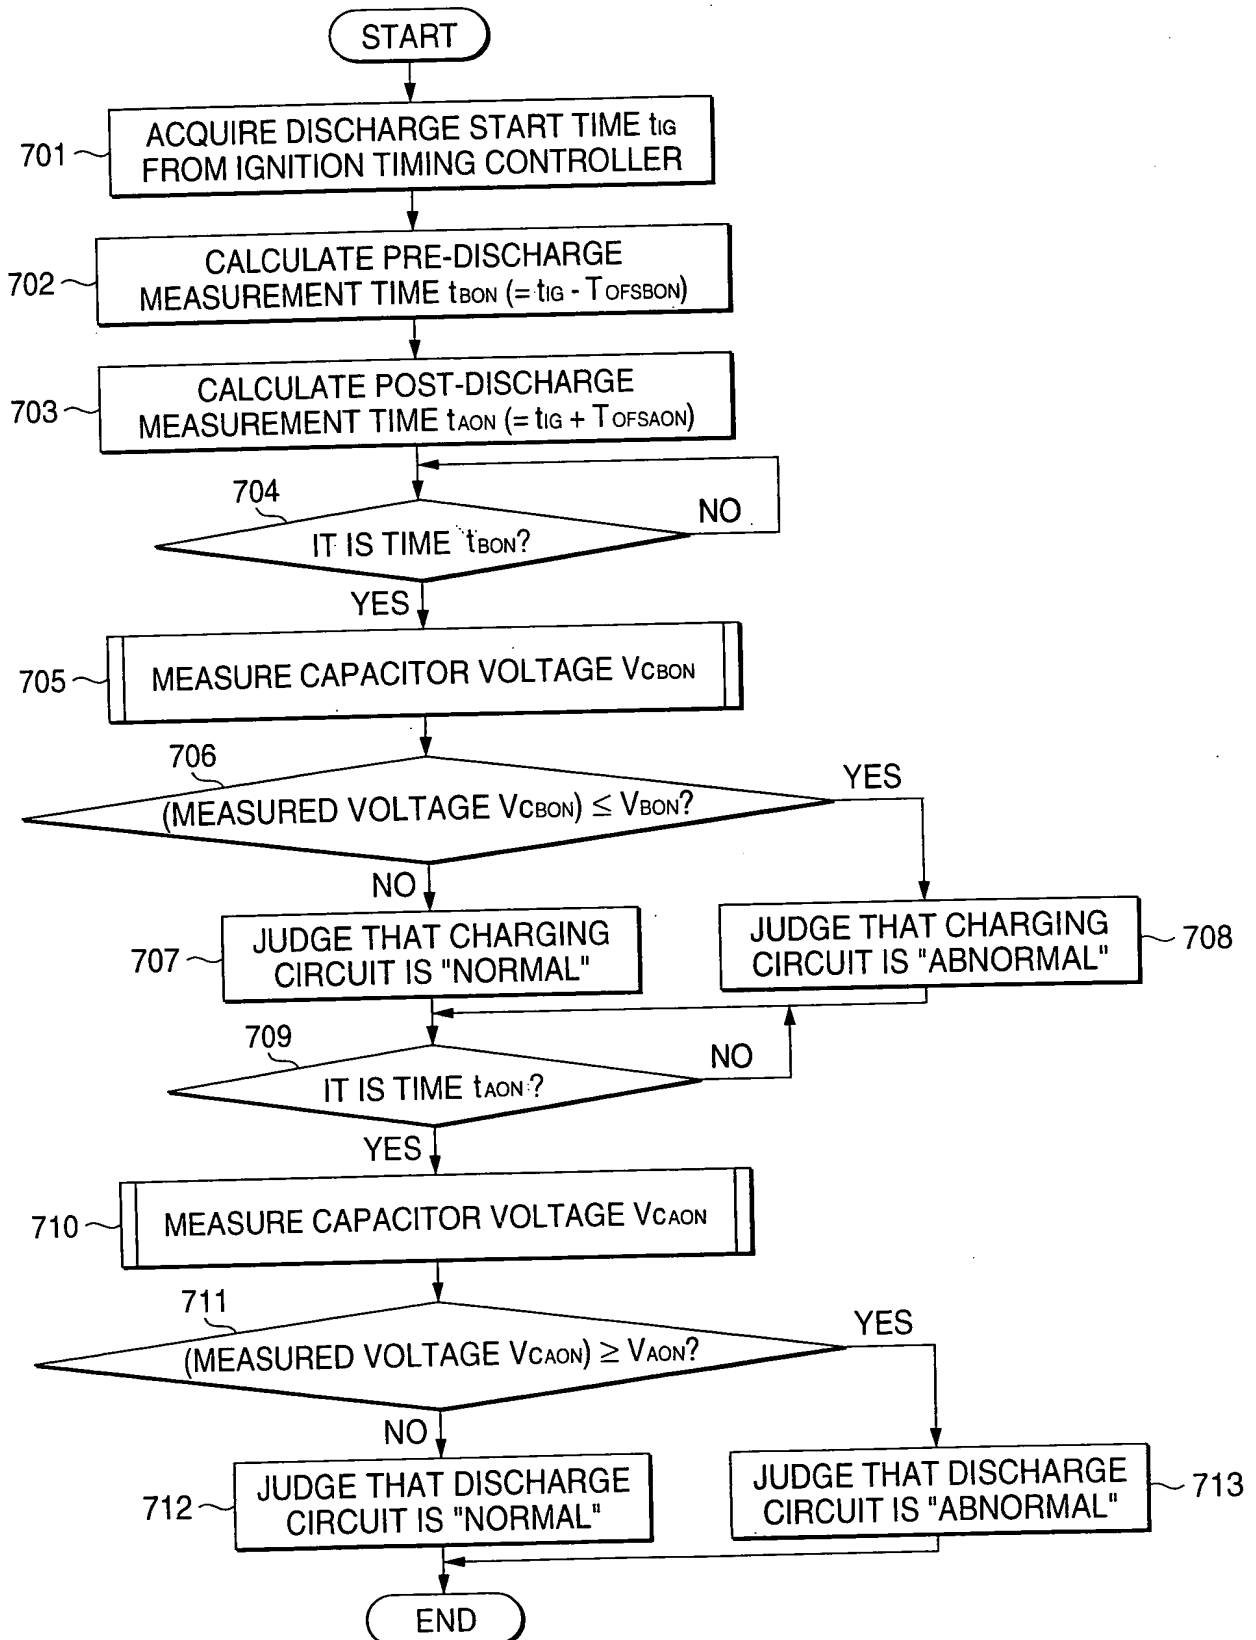 START
701
ACQUIRE DISCHARGE START TIME tIG
FROM IGNITION TIMING CONTROLLER
702
CALCULATE PRE-DISCHARGE
MEASUREMENT TIME tBON (= tIG - TOFSBON)
703
CALCULATE POST-DISCHARGE
MEASUREMENT TIME tAON (= tIG + TOFSAON)
704
IT IS TIME tBON?
NO
YES
705
MEASURE CAPACITOR VOLTAGE VCBON
706
(MEASURED VOLTAGE VCBON) ≤ VBON?
YES
NO
707
JUDGE THAT CHARGING
CIRCUIT IS "NORMAL"
JUDGE THAT CHARGING
CIRCUIT IS "ABNORMAL"
708
709
IT IS TIME tAON ?
NO
YES
710
MEASURE CAPACITOR VOLTAGE VCAON
711
(MEASURED VOLTAGE VCAON) ≥ VAON?
YES
NO
712
JUDGE THAT DISCHARGE
CIRCUIT IS "NORMAL"
JUDGE THAT DISCHARGE
CIRCUIT IS "ABNORMAL"
713
END